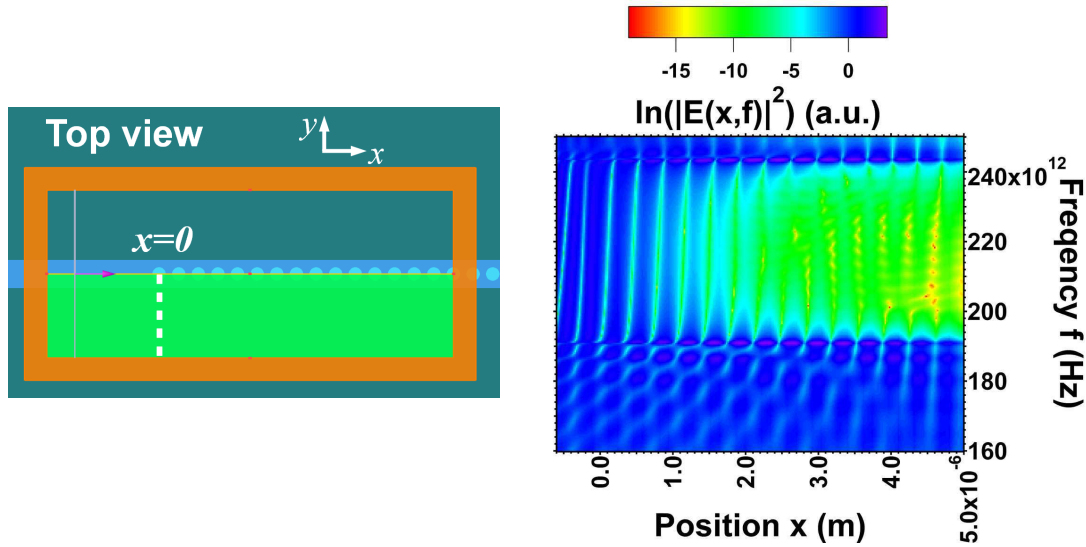 Top view
y
x
x=0
-15 -10 -5 0
ln(|E(x,f)|² (a.u.)
240x10¹²
220
200
180
160
Freqency f (Hz)
0.0 1.0 2.0 3.0 4.0 5.0x10⁻⁶
Position x (m)